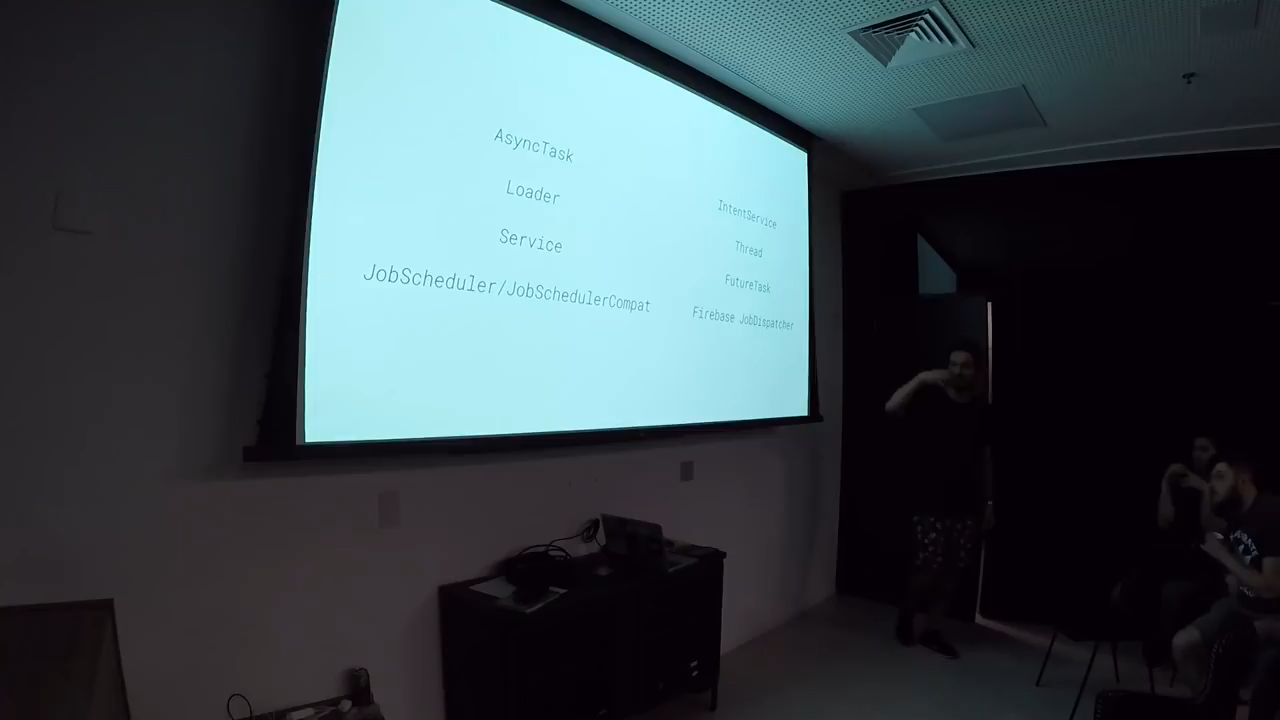 AsyncTask
Loader
Service
JobScheduler/JobSchedulerCompat
IntentService
Thread
FutureTask
Firebase JobDispatcher